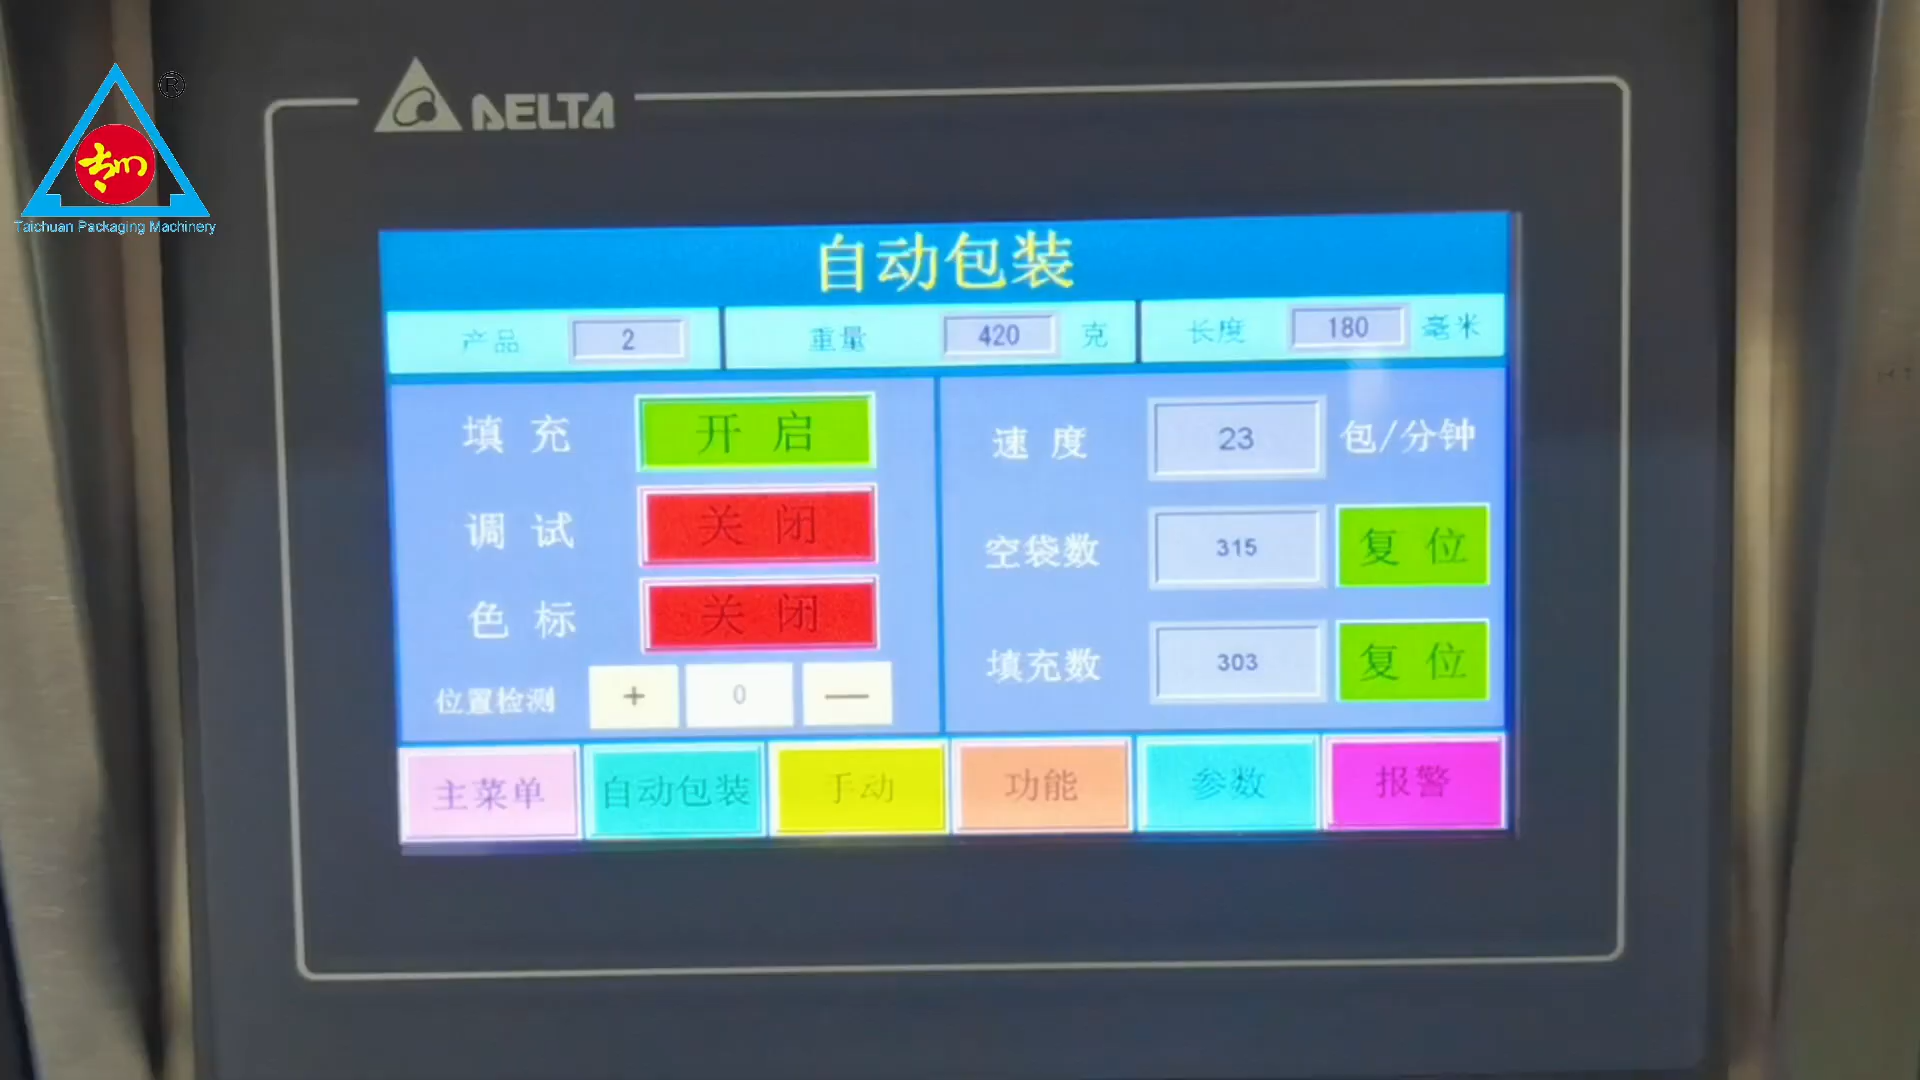 ®
Taichuan Packaging Machinery
DELTA
自动包装
产品 2 重量 420 克 长度 180 毫米
填充 开启
调试 关闭
色标 关闭
位置检测 + 0 —
速度 23 包/分钟
空袋数 315 复位
填充数 303 复位
主菜单 自动包装 手动 功能 参数 报警